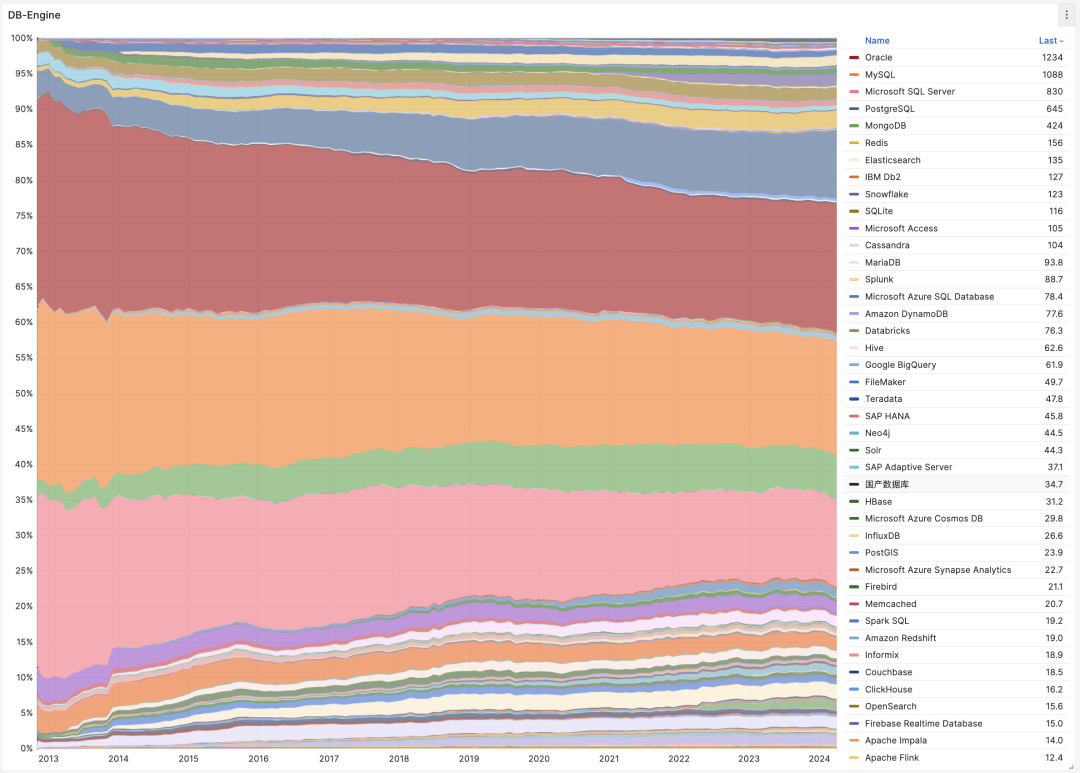 DB-Engine
100%
95%
90%
85%
80%
75%
70%
65%
60%
55%
50%
45%
40%
35%
30%
25%
20%
15%
10%
5%
0%
2013 2014 2015 2016 2017 2018 2019 2020 2021 2022 2023 2024
Name Last
Oracle 1234
MySQL 1088
Microsoft SQL Server 830
PostgreSQL 645
MongoDB 424
Redis 156
Elasticsearch 135
IBM Db2 127
Snowflake 123
SQLite 116
Microsoft Access 105
Cassandra 104
MariaDB 93.8
Splunk 88.7
Microsoft Azure SQL Database 78.4
Amazon DynamoDB 77.6
Databricks 76.3
Hive 62.6
Google BigQuery 61.9
FileMaker 49.7
Teradata 47.8
SAP HANA 45.8
Neo4j 44.5
Solr 44.3
SAP Adaptive Server 37.1
国产数据库 34.7
HBase 31.2
Microsoft Azure Cosmos DB 29.8
InfluxDB 26.6
PostGIS 23.9
Microsoft Azure Synapse Analytics 22.7
Firebird 21.1
Memcached 20.7
Spark SQL 19.2
Amazon Redshift 19.0
Informix 18.9
Couchbase 18.5
ClickHouse 16.2
OpenSearch 15.6
Firebase Realtime Database 15.0
Apache Impala 14.0
Apache Flink 12.4